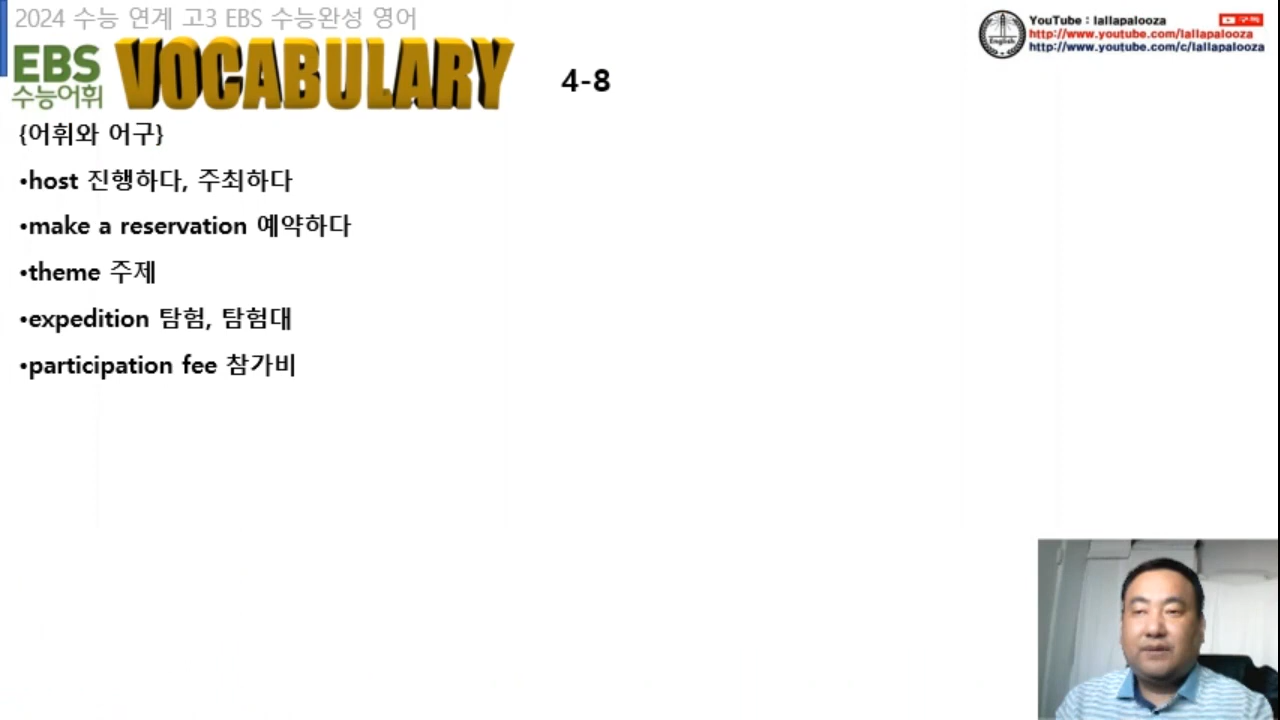 2024 수능 연계 고3 EBS 수능완성 영어
EBS
수능어휘
VOCABULARY
4-8
YouTube : lallapalooza
구독
http://www.youtube.com/lallapalooza
http://www.youtube.com/c/lallapalooza
English
{어휘와 어구}
•host 진행하다, 주최하다
•make a reservation 예약하다
•theme 주제
•expedition 탐험, 탐험대
•participation fee 참가비